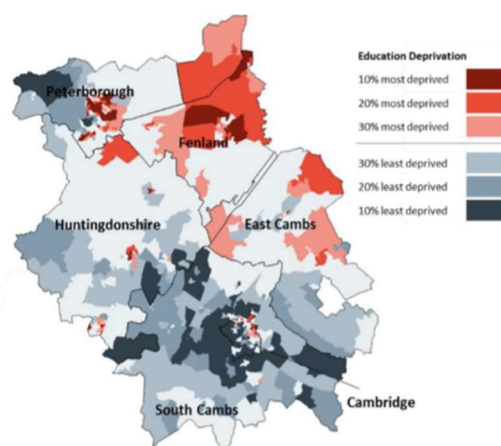 Education Deprivation
10% most deprived
20% most deprived
30% most deprived
30% least deprived
20% least deprived
10% least deprived
Peterborough
Fenland
Huntingdonshire
East Cambs
Cambridge
South Cambs